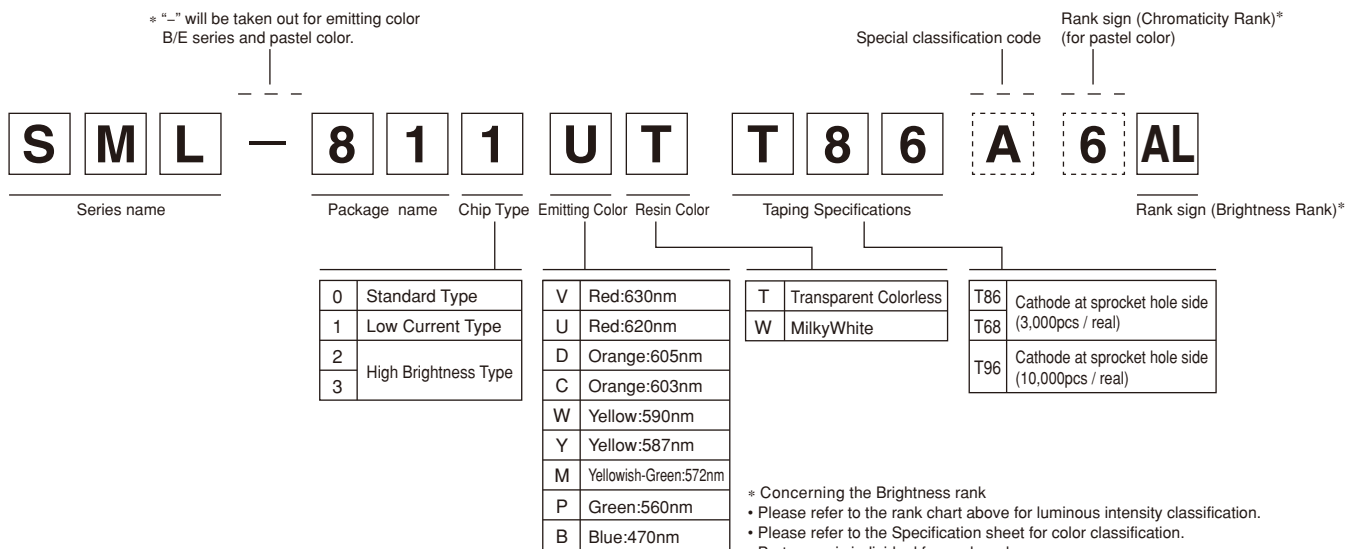 * “–” will be taken out for emitting color
B/E series and pastel color.
Special classification code
Rank sign (Chromaticity Rank)*
(for pastel color)
S M L – 8 1 1 U T T 8 6 A 6 AL
Series name
Package name
Chip Type
Emitting Color
Resin Color
Taping Specifications
Rank sign (Brightness Rank)*
0 Standard Type
1 Low Current Type
2
3
High Brightness Type
V Red:630nm
U Red:620nm
D Orange:605nm
C Orange:603nm
W Yellow:590nm
Y Yellow:587nm
M Yellowish-Green:572nm
P Green:560nm
B Blue:470nm
T Transparent Colorless
W MilkyWhite
T86
T68
Cathode at sprocket hole side
(3,000pcs / real)
T96
Cathode at sprocket hole side
(10,000pcs / real)
* Concerning the Brightness rank
• Please refer to the rank chart above for luminous intensity classification.
• Please refer to the Specification sheet for color classification.